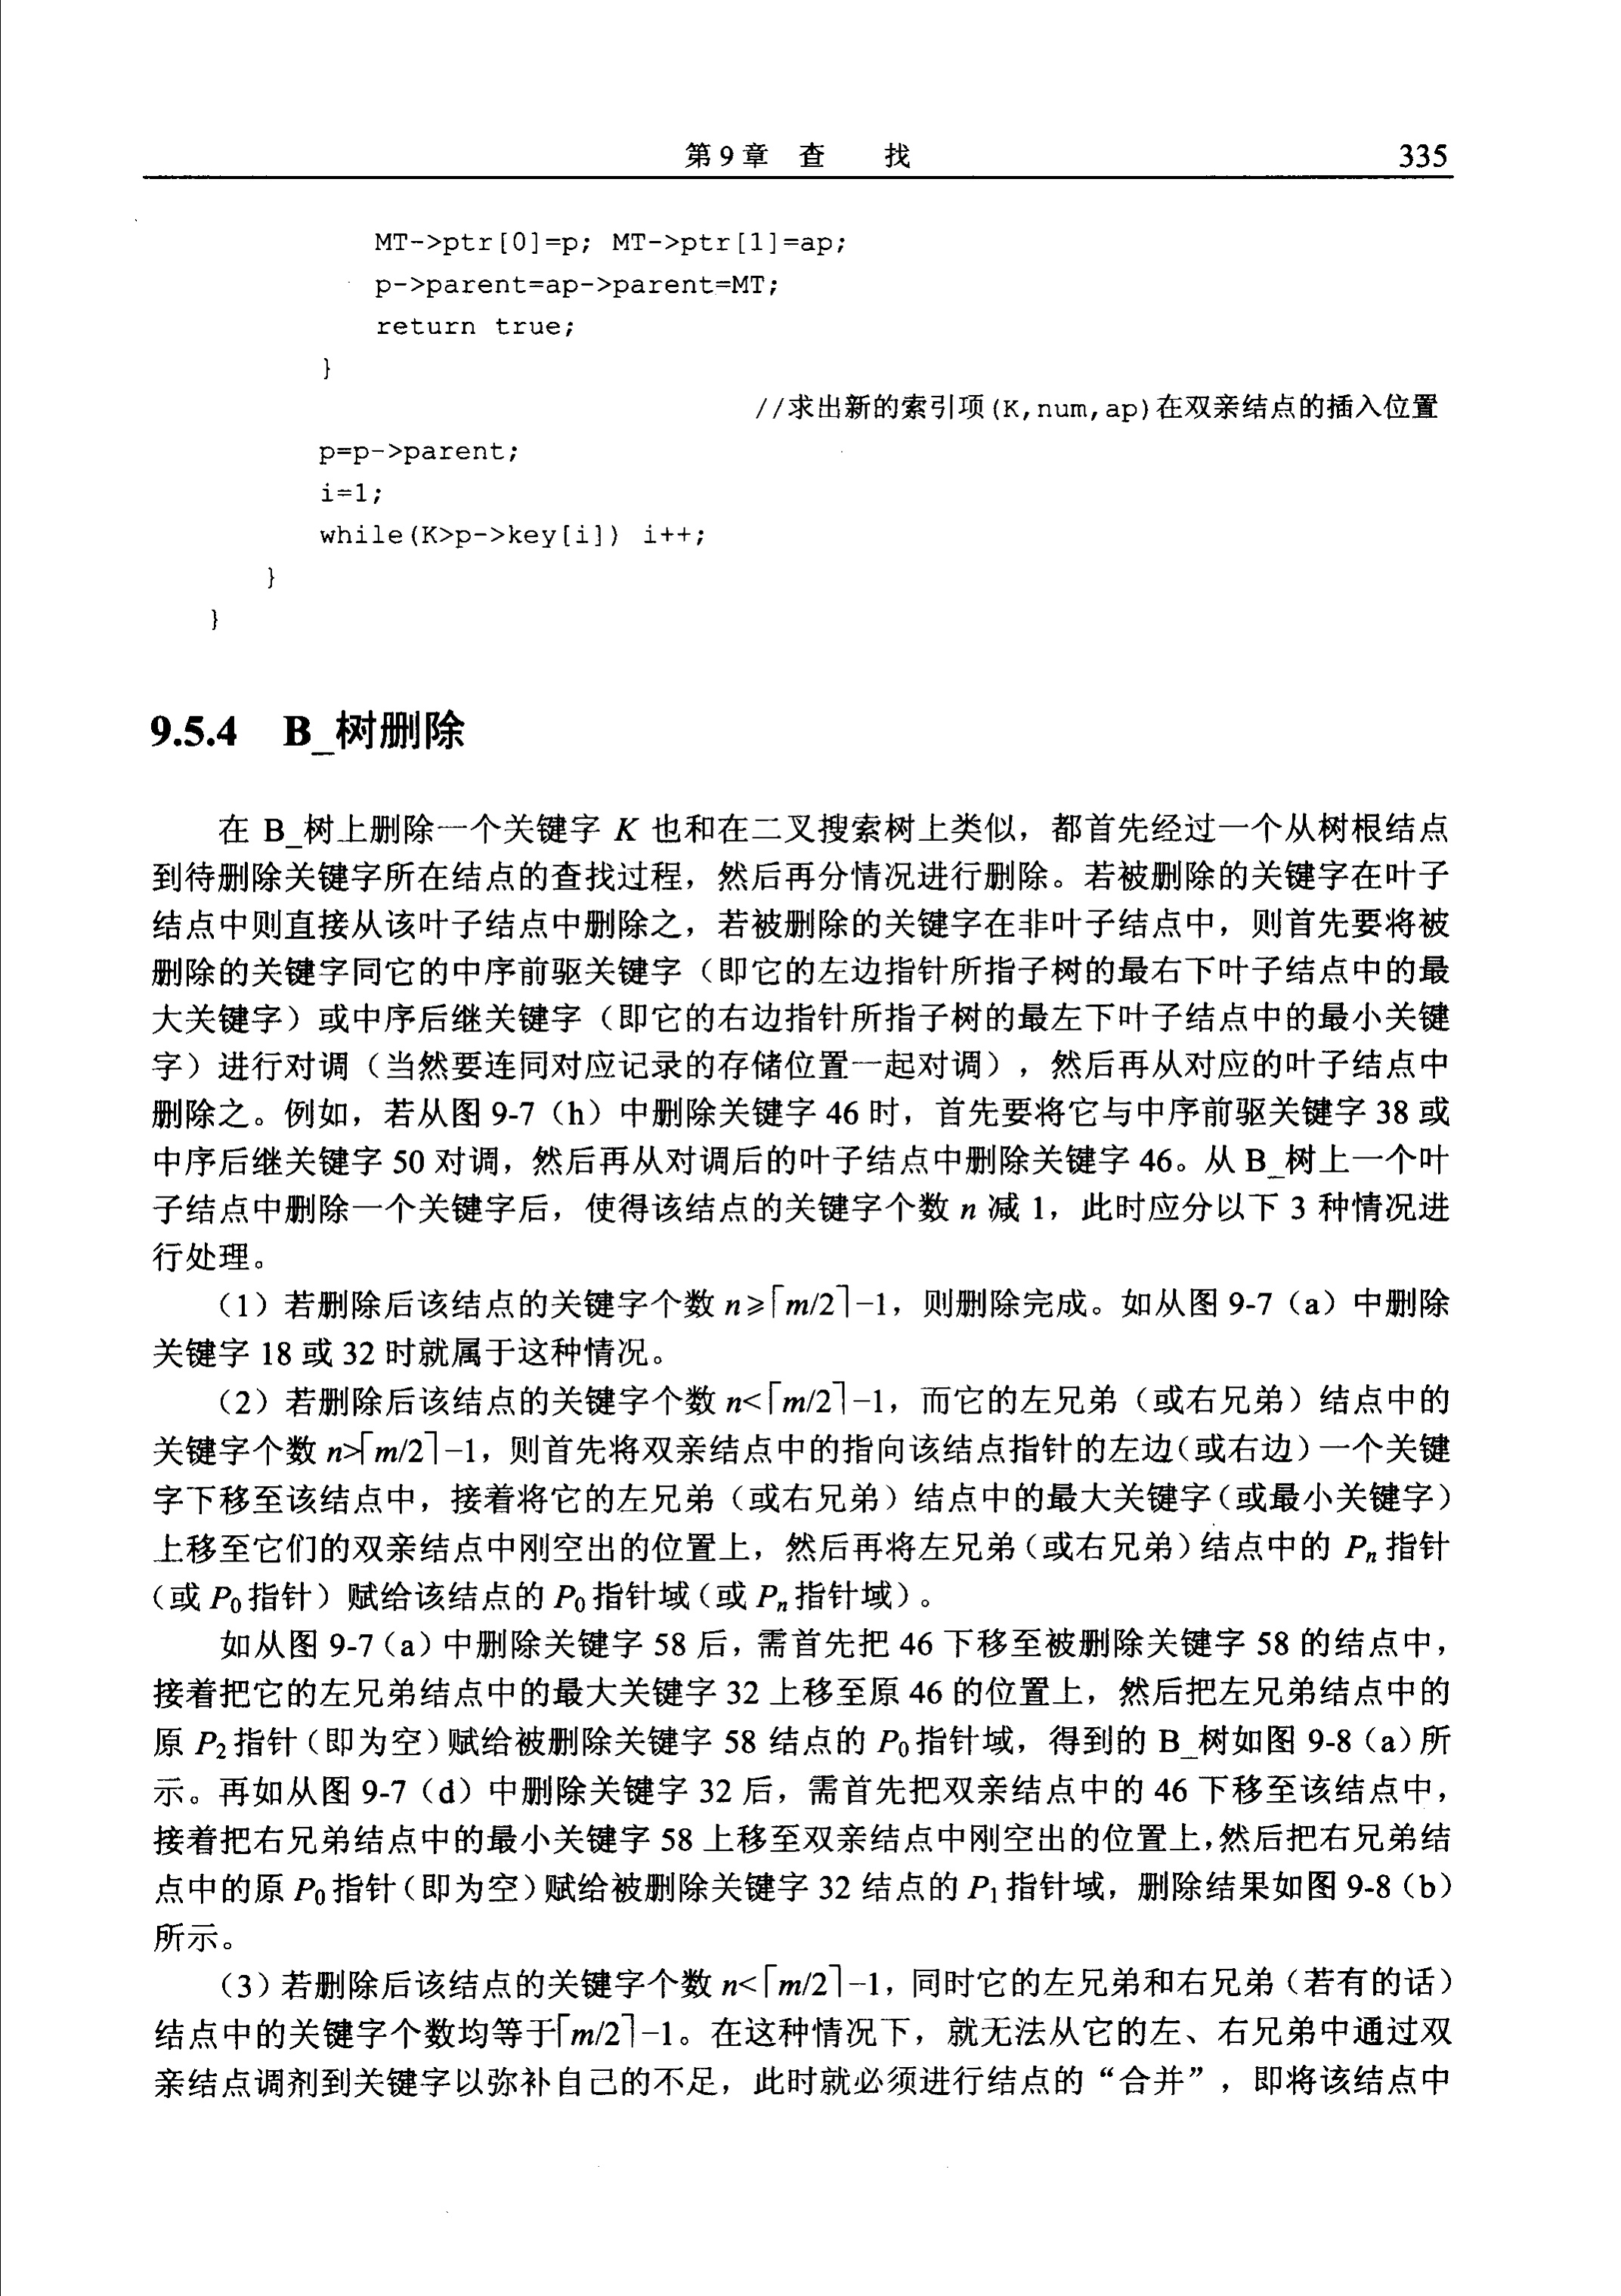 第 9 章 查 找 335
MT->ptr[0]=p; MT->ptr[1]=ap;
p->parent=ap->parent=MT;
return true;
}
//求出新的索引项(K,num,ap)在双亲结点的插入位置
p=p->parent;
i=1;
while(K>p->key[i]) i++;
}
}
9.5.4 B_树删除
在 B_树上删除一个关键字 K 也和在二叉搜索树上类似，都首先经过一个从树根结点
到待删除关键字所在结点的查找过程，然后再分情况进行删除。若被删除的关键字在叶子
结点中则直接从该叶子结点中删除之，若被删除的关键字在非叶子结点中，则首先要将被
删除的关键字同它的中序前驱关键字（即它的左边指针所指子树的最右下叶子结点中的最
大关键字）或中序后继关键字（即它的右边指针所指子树的最左下叶子结点中的最小关键
字）进行对调（当然要连同对应记录的存储位置一起对调），然后再从对应的叶子结点中
删除之。例如，若从图 9-7（h）中删除关键字 46 时，首先要将它与中序前驱关键字 38 或
中序后继关键字 50 对调，然后再从对调后的叶子结点中删除关键字 46。从 B_树上一个叶
子结点中删除一个关键字后，使得该结点的关键字个数 n 减 1，此时应分以下 3 种情况进
行处理。
（1）若删除后该结点的关键字个数 n≥⌈m/2⌉−1，则删除完成。如从图 9-7（a）中删除
关键字 18 或 32 时就属于这种情况。
（2）若删除后该结点的关键字个数 n<⌈m/2⌉−1，而它的左兄弟（或右兄弟）结点中的
关键字个数 n>⌈m/2⌉−1，则首先将双亲结点中的指向该结点指针的左边（或右边）一个关键
字下移至该结点中，接着将它的左兄弟（或右兄弟）结点中的最大关键字（或最小关键字）
上移至它们的双亲结点中刚空出的位置上，然后再将左兄弟（或右兄弟）结点中的 Pₙ 指针
（或 P₀ 指针）赋给该结点的 P₀ 指针域（或 Pₙ 指针域）。
如从图 9-7（a）中删除关键字 58 后，需首先把 46 下移至被删除关键字 58 的结点中，
接着把它的左兄弟结点中的最大关键字 32 上移至原 46 的位置上，然后把左兄弟结点中的
原 P₂ 指针（即为空）赋给被删除关键字 58 结点的 P₀ 指针域，得到的 B_树如图 9-8（a）所
示。再如从图 9-7（d）中删除关键字 32 后，需首先把双亲结点中的 46 下移至该结点中，
接着把右兄弟结点中的最小关键字 58 上移至双亲结点中刚空出的位置上，然后把右兄弟结
点中的原 P₀ 指针（即为空）赋给被删除关键字 32 结点的 P₁ 指针域，删除结果如图 9-8（b）
所示。
（3）若删除后该结点的关键字个数 n<⌈m/2⌉−1，同时它的左兄弟和右兄弟（若有的话）
结点中的关键字个数均等于⌈m/2⌉−1。在这种情况下，就无法从它的左、右兄弟中通过双
亲结点调剂到关键字以弥补自己的不足，此时就必须进行结点的“合并”，即将该结点中